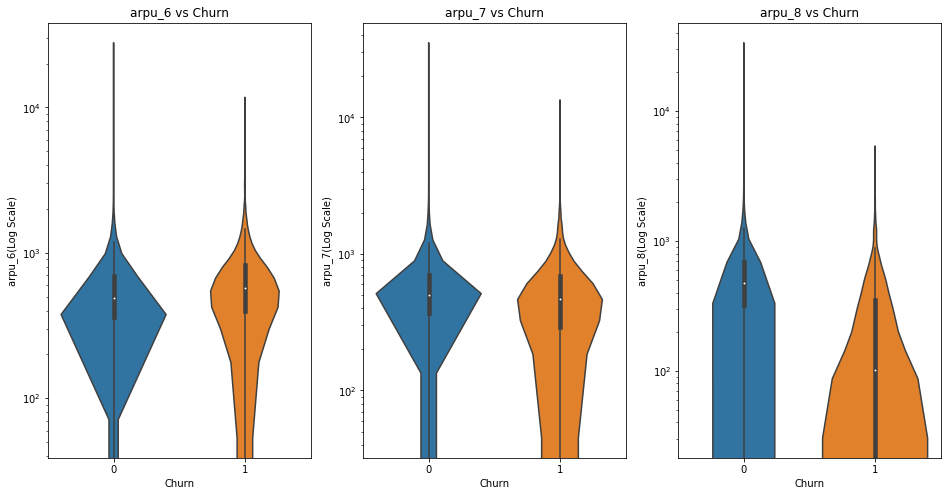 arpu_6 vs Churn
arpu_6(Log Scale)
10^4
10^3
10^2
0
1
Churn
arpu_7 vs Churn
arpu_7(Log Scale)
10^4
10^3
10^2
0
1
Churn
arpu_8 vs Churn
arpu_8(Log Scale)
10^4
10^3
10^2
0
1
Churn